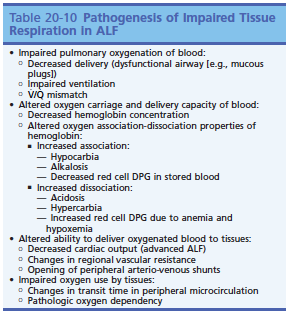 Table 20-10 Pathogenesis of Impaired Tissue
Respiration in ALF
• Impaired pulmonary oxygenation of blood:
○ Decreased delivery (dysfunctional airway [e.g., mucous
plugs])
○ Impaired ventilation
○ V/Q mismatch
• Altered oxygen carriage and delivery capacity of blood:
○ Decreased hemoglobin concentration
○ Altered oxygen association-dissociation properties of
hemoglobin:
▪ Increased association:
— Hypocarbia
— Alkalosis
— Decreased red cell DPG in stored blood
▪ Increased dissociation:
— Acidosis
— Hypercarbia
— Increased red cell DPG due to anemia and
hypoxemia
• Altered ability to deliver oxygenated blood to tissues:
○ Decreased cardiac output (advanced ALF)
○ Changes in regional vascular resistance
○ Opening of peripheral arterio-venous shunts
• Impaired oxygen use by tissues:
○ Changes in transit time in peripheral microcirculation
○ Pathologic oxygen dependency